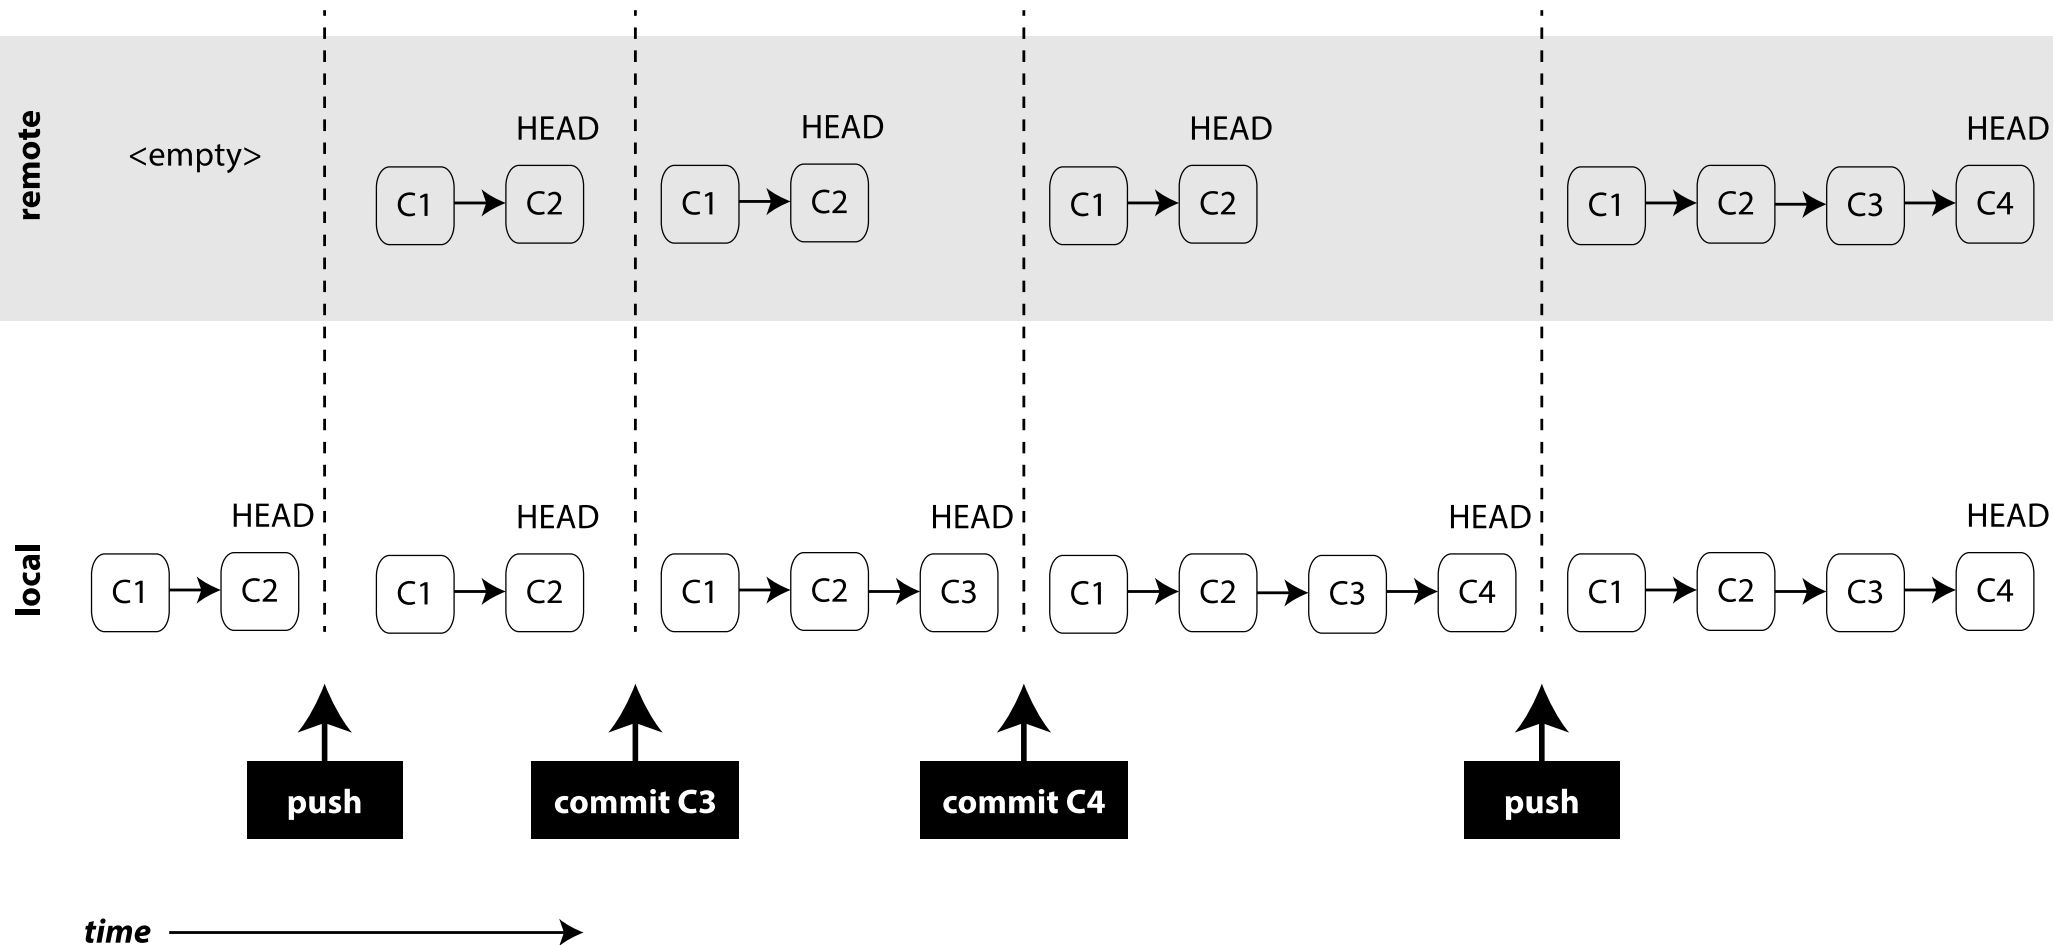 remote
<empty>
HEAD
C1 C2
HEAD
C1 C2
HEAD
C1 C2
HEAD
C1 C2 C3 C4
local
HEAD
C1 C2
HEAD
C1 C2
HEAD
C1 C2 C3
HEAD
C1 C2 C3 C4
HEAD
C1 C2 C3 C4
push
commit C3
commit C4
push
time